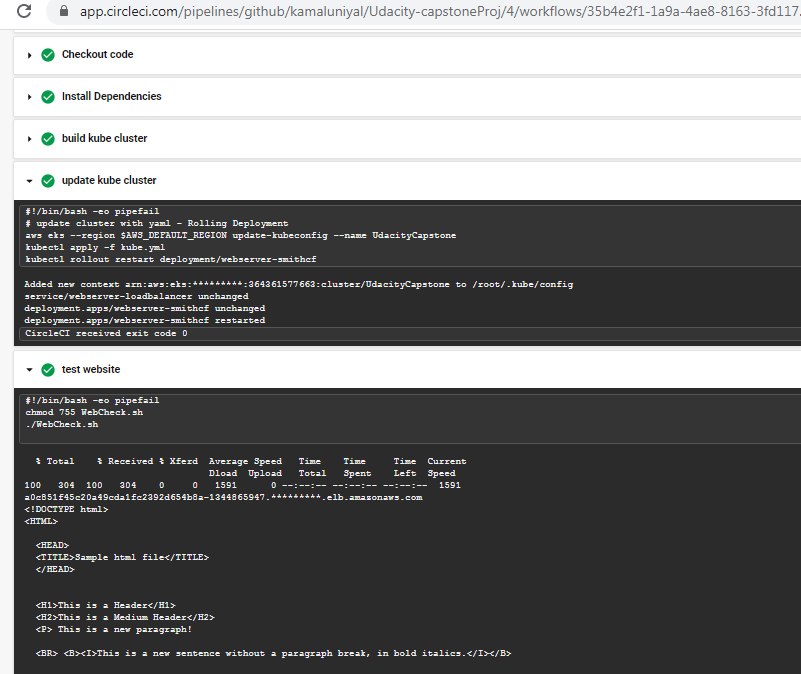 app.circleci.com/pipelines/github/kamaluniyal/Udacity-capstoneProj/4/workflows/35b4e2f1-1a9a-4ae8-8163-3fd117
Checkout code
Install Dependencies
build kube cluster
update kube cluster
#!/bin/bash -eo pipefail
# update cluster with yaml - Rolling Deployment
aws eks --region $AWS_DEFAULT_REGION update-kubeconfig --name UdacityCapstone
kubectl apply -f kube.yml
kubectl rollout restart deployment/webserver-smithcf
Added new context arn:aws:eks:*********:364361577663:cluster/UdacityCapstone to /root/.kube/config
service/webserver-loadbalancer unchanged
deployment.apps/webserver-smithcf unchanged
deployment.apps/webserver-smithcf restarted
CircleCI received exit code 0
test website
#!/bin/bash -eo pipefail
chmod 755 WebCheck.sh
./WebCheck.sh
% Total % Received % Xferd Average Speed Time Time Time Current
Dload Upload Total Spent Left Speed
100 304 100 304 0 0 1591 0 --:--:-- --:--:-- --:--:-- 1591
a0c851f45c20a49cda1fc2392d654b8a-1344865947.*********.elb.amazonaws.com
<!DOCTYPE html>
<HTML>
<HEAD>
<TITLE>Sample html file</TITLE>
</HEAD>
<H1>This is a Header</H1>
<H2>This is a Medium Header</H2>
<P> This is a new paragraph!
<BR> <B><I>This is a new sentence without a paragraph break, in bold italics.</I></B>